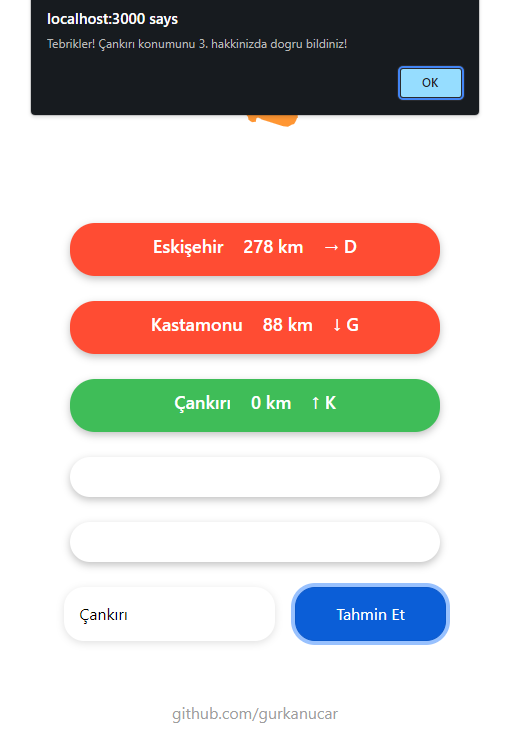 localhost:3000 says
Tebrikler! Çankırı konumunu 3. hakkinizda dogru bildiniz!
OK
Eskişehir 278 km → D
Kastamonu 88 km ↓ G
Çankırı 0 km ↑ K
Çankırı
Tahmin Et
github.com/gurkanucar